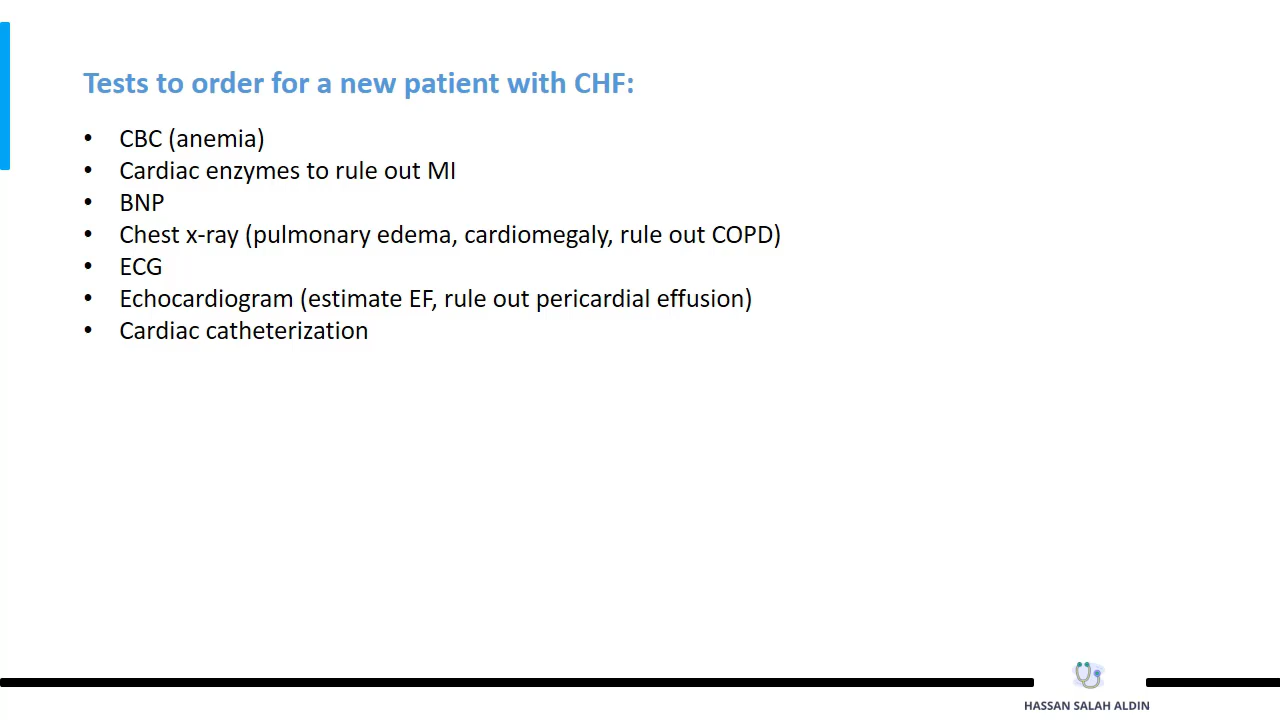 Tests to order for a new patient with CHF:
• CBC (anemia)
• Cardiac enzymes to rule out MI
• BNP
• Chest x-ray (pulmonary edema, cardiomegaly, rule out COPD)
• ECG
• Echocardiogram (estimate EF, rule out pericardial effusion)
• Cardiac catheterization
HASSAN SALAH ALDIN